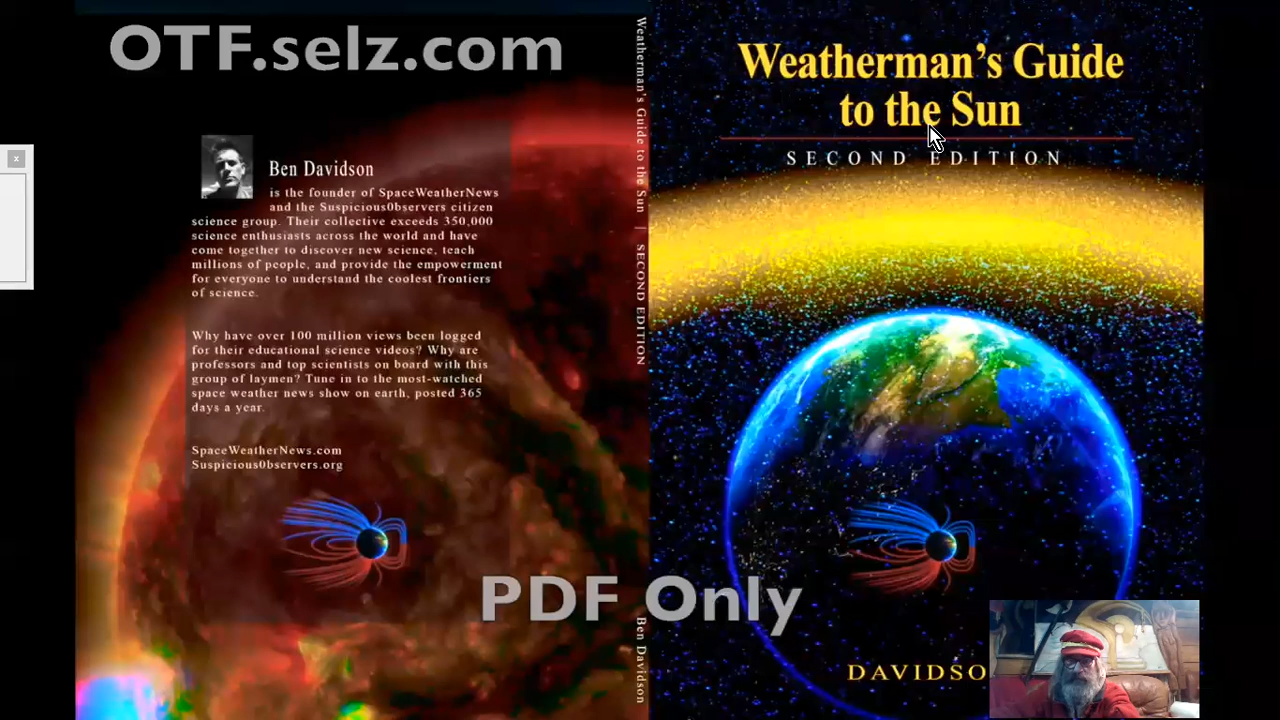 OTF.selz.com
Ben Davidson
is the founder of SpaceWeatherNews
and the Suspicious0bservers citizen
science group. Their collective exceeds 350,000
science enthusiasts across the world and have
come together to discover new science, teach
millions of people, and provide the empowerment
for everyone to understand the coolest frontiers
of science.
Why have over 100 million views been logged
for their educational science videos? Why are
professors and top scientists on board with this
group of laymen? Tune in to the most-watched
space weather news show on earth, posted 365
days a year.
SpaceWeatherNews.com
Suspicious0bservers.org
PDF Only
Weatherman's Guide to the Sun | SECOND EDITION
Ben Davidson
Weatherman's Guide
to the Sun
SECOND EDITION
DAVIDSO
x